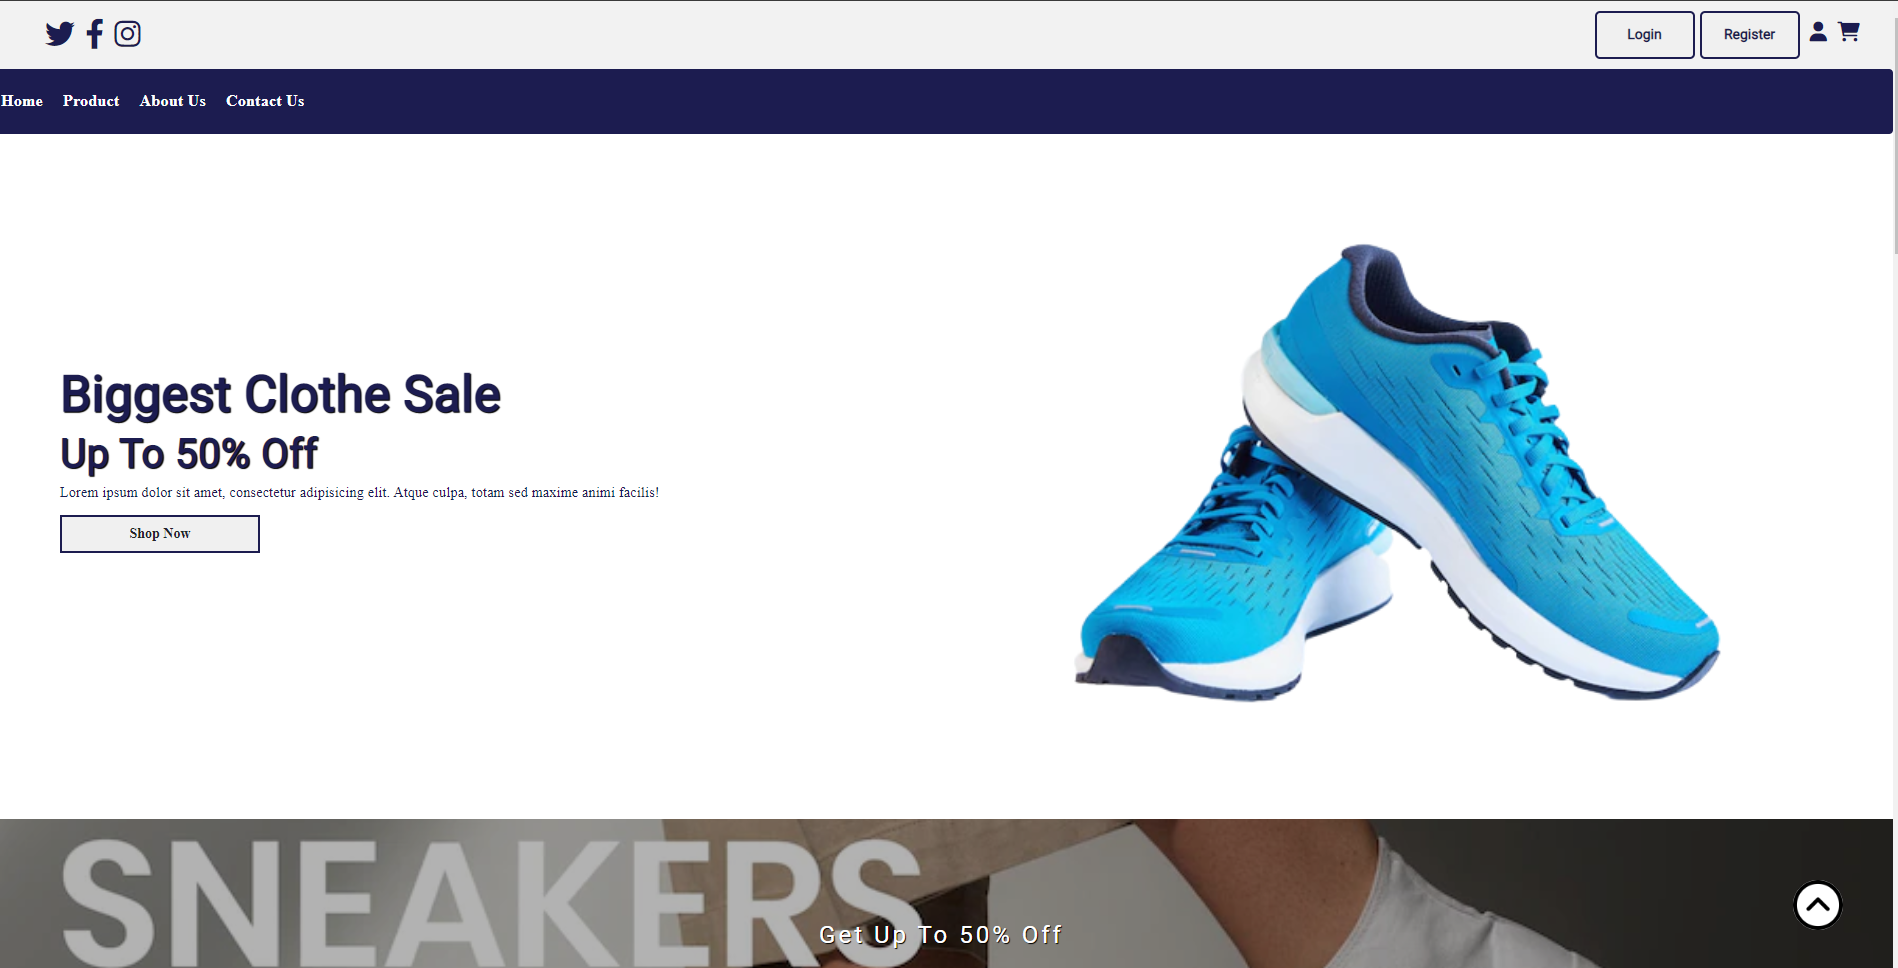 Login Register
Home Product About Us Contact Us
Biggest Clothe Sale
Up To 50% Off
Lorem ipsum dolor sit amet, consectetur adipisicing elit. Atque culpa, totam sed maxime animi facilis!
Shop Now
SNEAKERS
Get Up To 50% Off